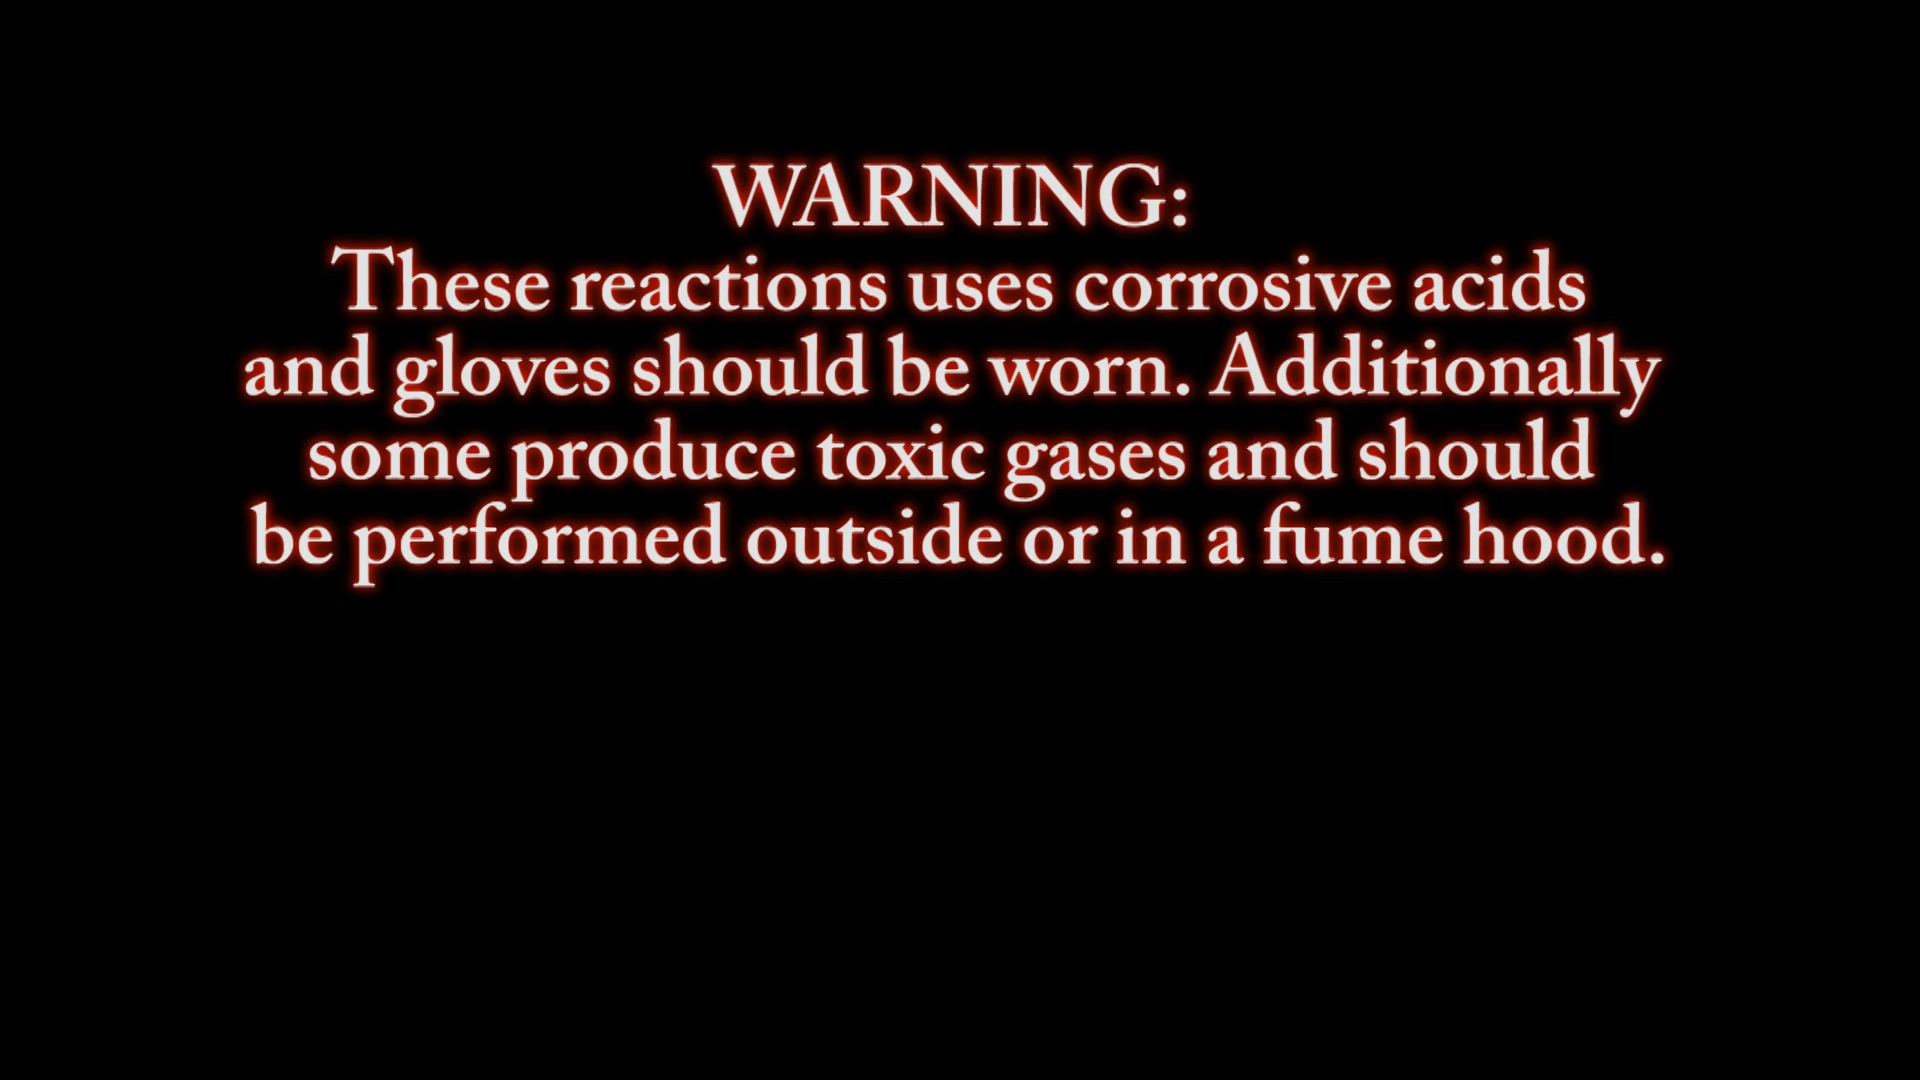 WARNING:
These reactions uses corrosive acids
and gloves should be worn. Additionally
some produce toxic gases and should
be performed outside or in a fume hood.